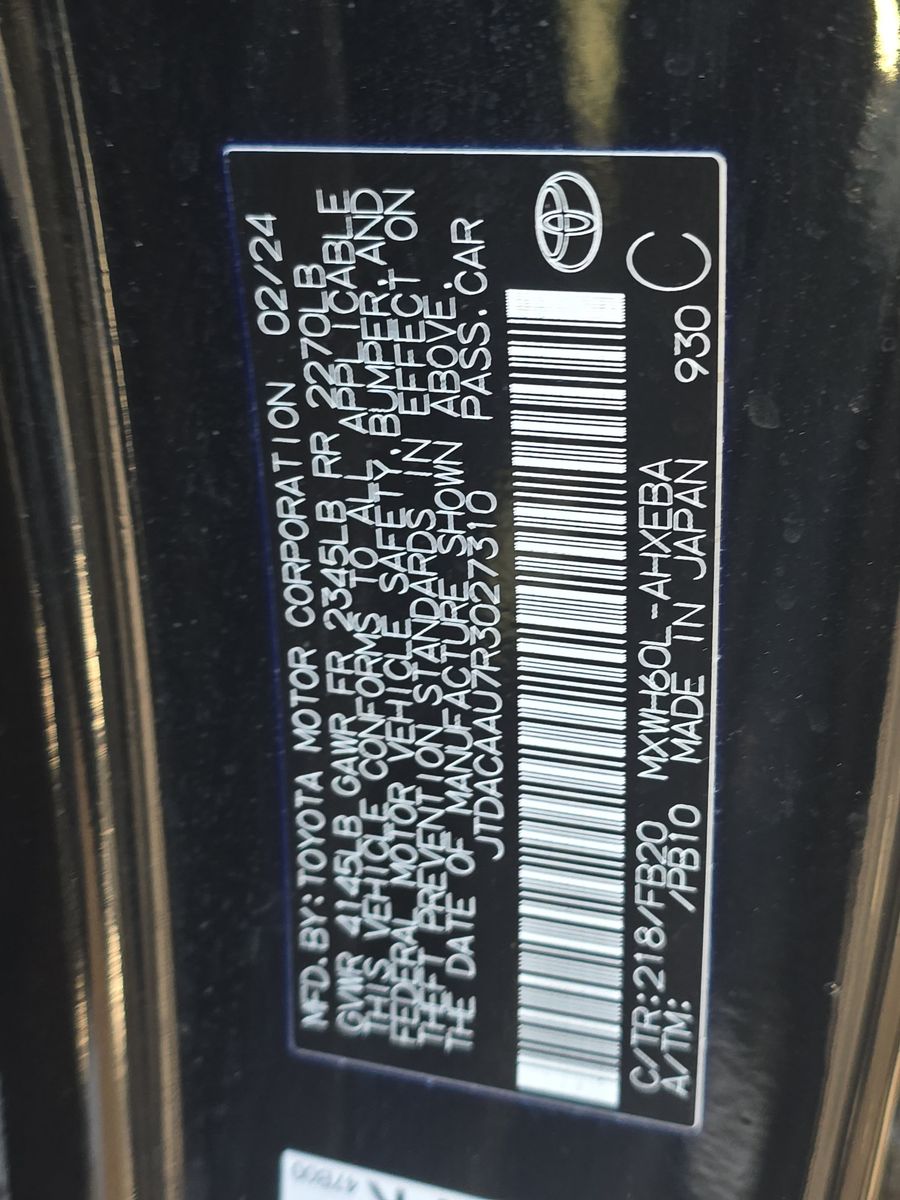 MFD.BY:TOYOTA MOTOR CORPORATION 02/24
GVWR 4145LB GAWR FR 2345LB RR 2270LB
THIS VEHICLE CONFORMS TO ALL APPLICABLE
FEDERAL MOTOR VEHICLE SAFETY,BUMPER,AND
THEFT PREVENTION STANDARDS IN EFFECT ON
THE DATE OF MANUFACTURE SHOWN ABOVE.
JTDACAAU7R3027310 PASS.CAR
C/TR:218/FB20 MXWH60L-AHXEBA 930 C
A/TM: /PB10 MADE IN JAPAN